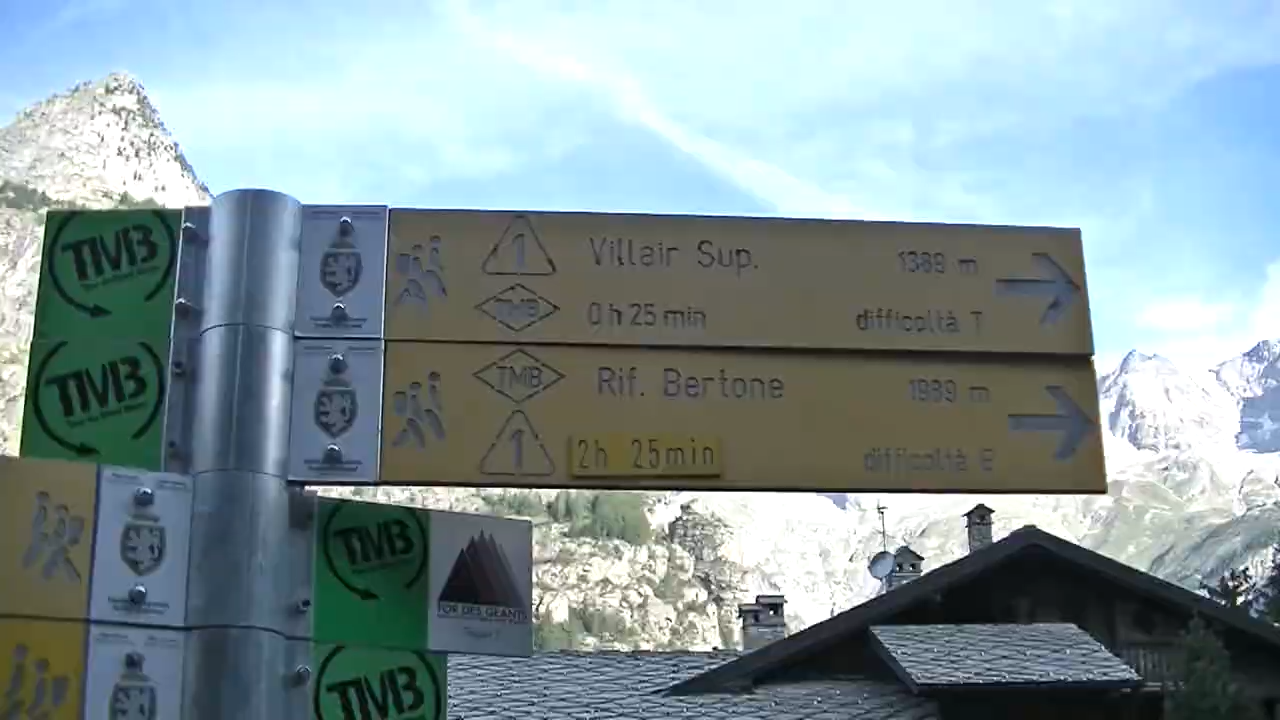 TMB
1
Villair Sup.
1389 m
TMB
0 h 25 min
difficoltà T
TMB
TMB
Rif. Bertone
1989 m
1
2h 25min
difficoltà E
TMB
TOR DES GEANTS
TMB